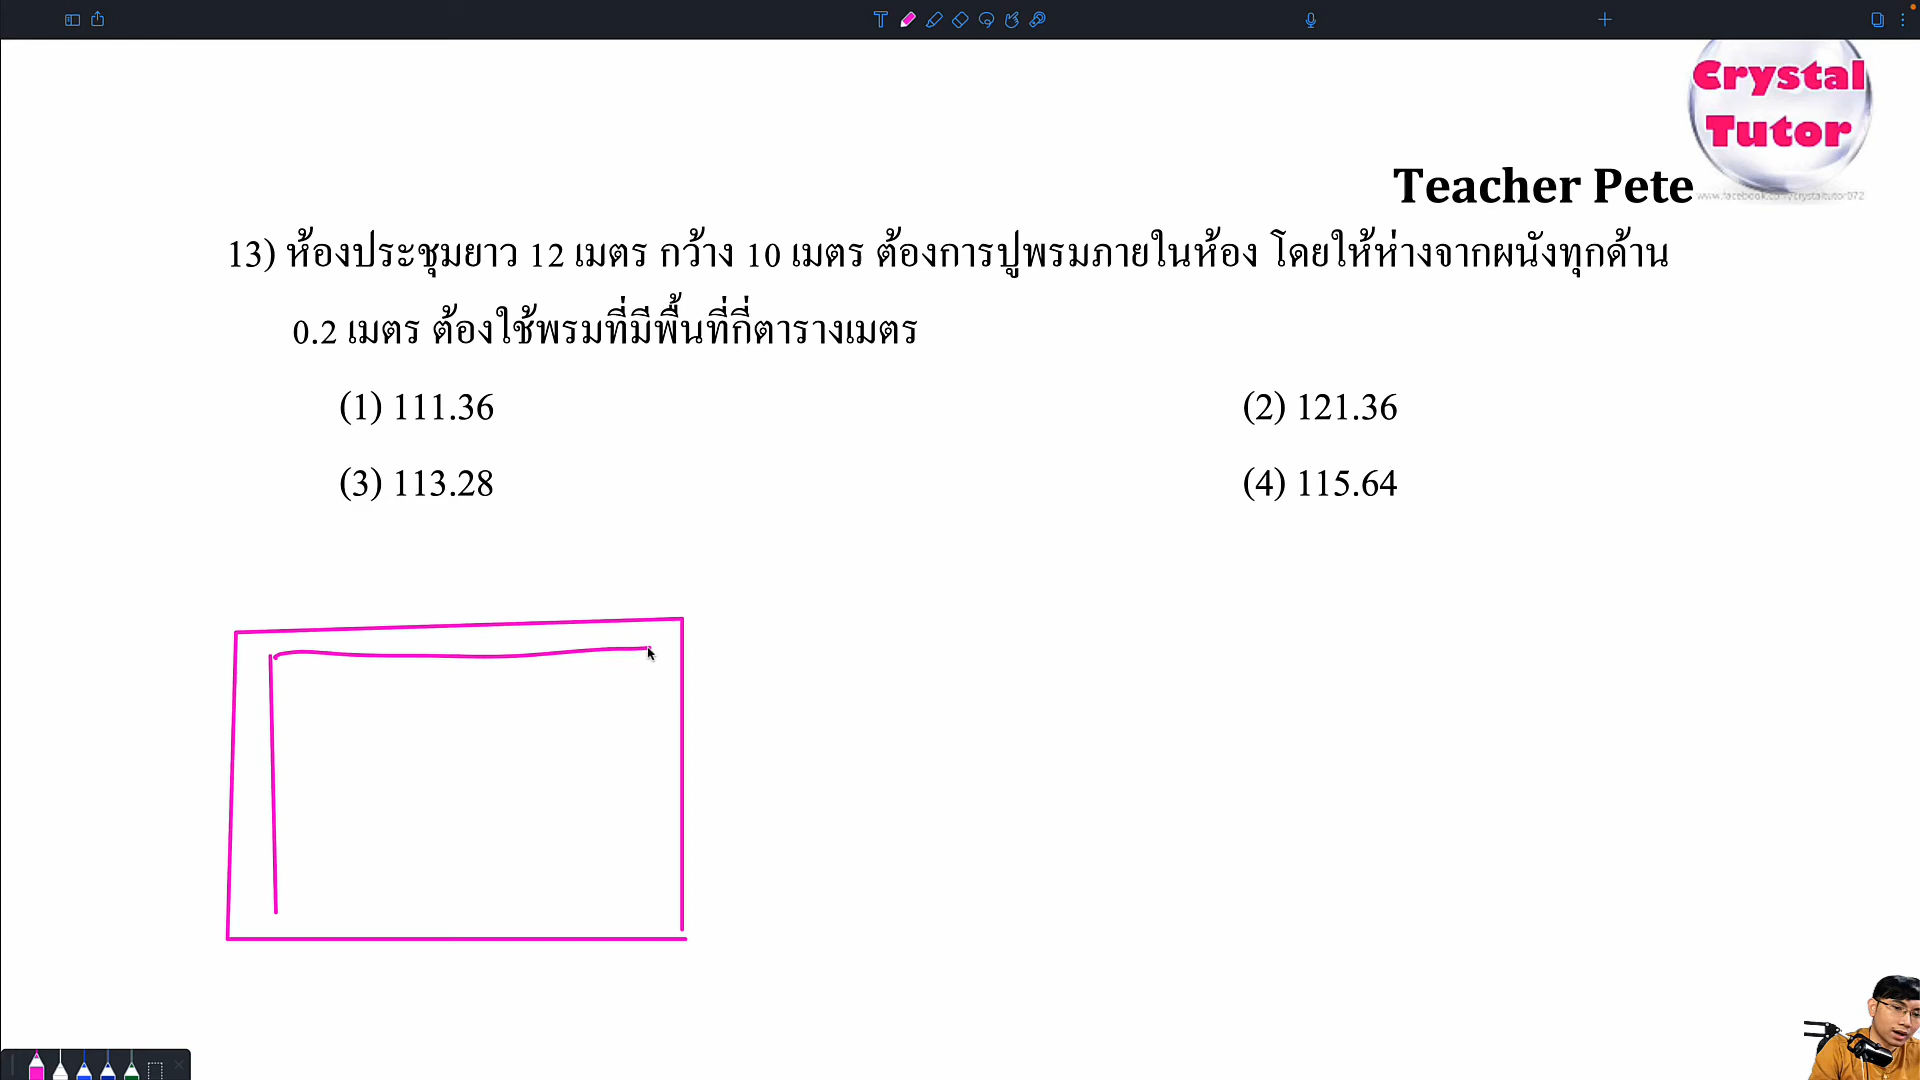 Crystal
Tutor
Teacher Pete
www.facebook.com/crystaltutor072
13) ห้องประชุมยาว 12 เมตร กว้าง 10 เมตร ต้องการปูพรมภายในห้อง โดยให้ห่างจากผนังทุกด้าน
0.2 เมตร ต้องใช้พรมที่มีพื้นที่กี่ตารางเมตร
(1) 111.36
(2) 121.36
(3) 113.28
(4) 115.64